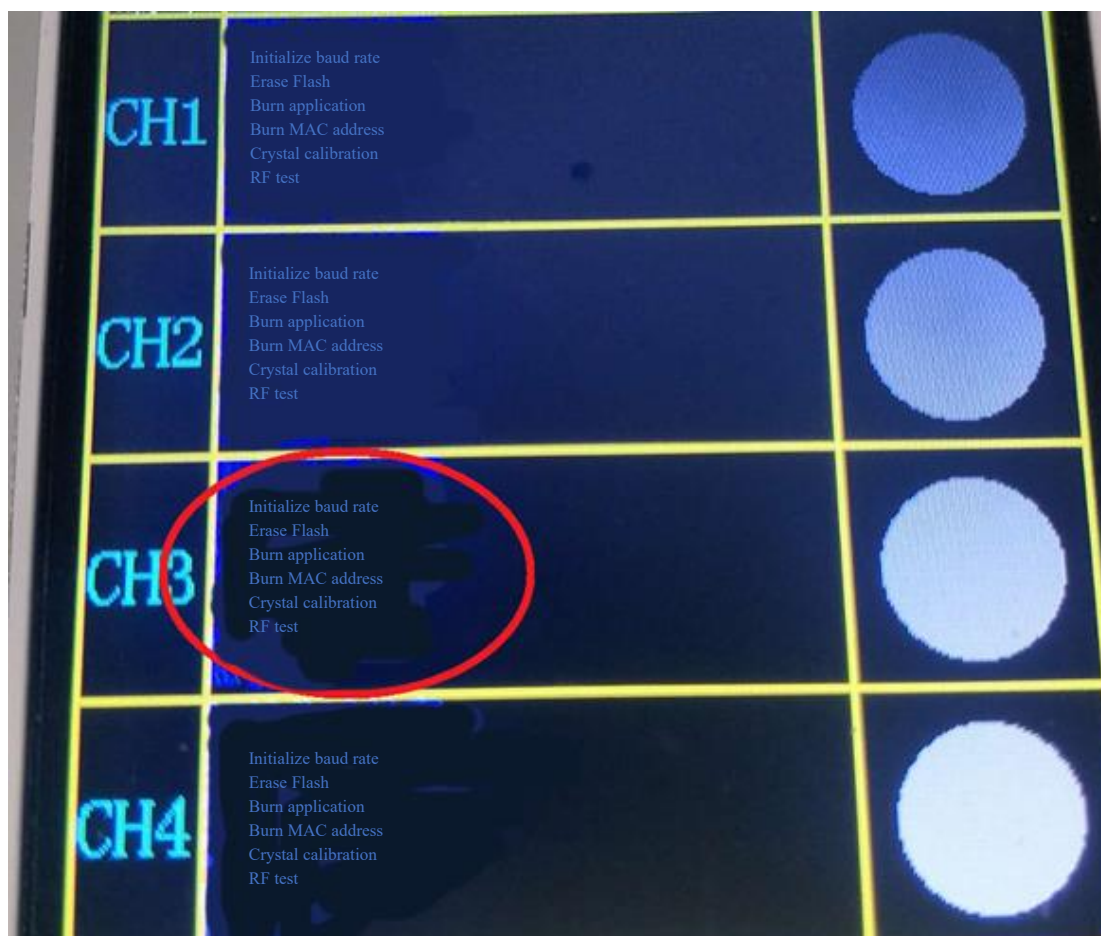 CH1
Initialize baud rate
Erase Flash
Burn application
Burn MAC address
Crystal calibration
RF test
CH2
Initialize baud rate
Erase Flash
Burn application
Burn MAC address
Crystal calibration
RF test
CH3
Initialize baud rate
Erase Flash
Burn application
Burn MAC address
Crystal calibration
RF test
CH4
Initialize baud rate
Erase Flash
Burn application
Burn MAC address
Crystal calibration
RF test